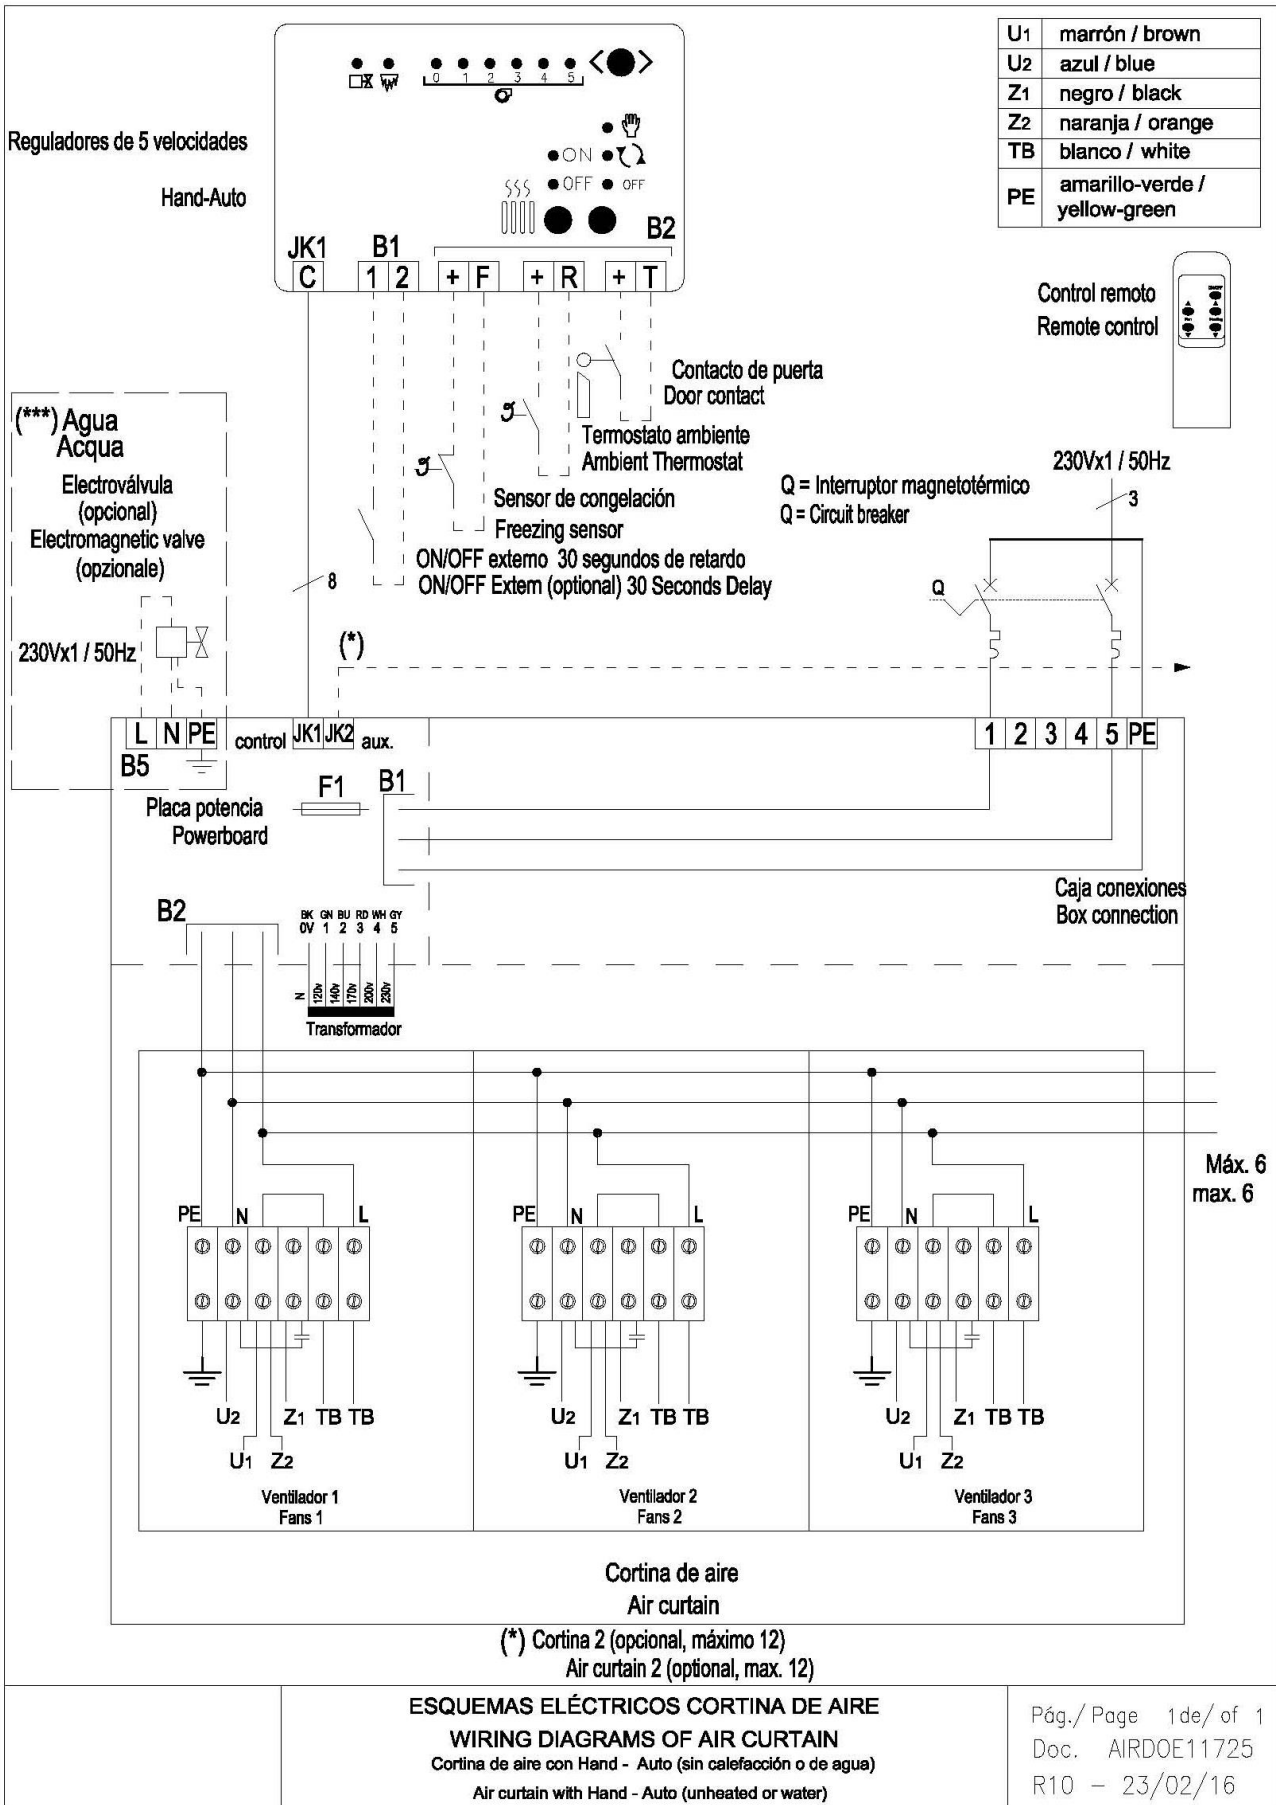 U1 marrón / brown
U2 azul / blue
Z1 negro / black
Z2 naranja / orange
TB blanco / white
PE amarillo-verde /
yellow-green
0 1 2 3 4 5
Reguladores de 5 velocidades
Hand-Auto
ON
OFF OFF
JK1 B1 B2
C 1 2 + F + R + T
Control remoto
Remote control
Contacto de puerta
Door contact
Termostato ambiente
Ambient Thermostat
Sensor de congelación
Freezing sensor
ON/OFF externo 30 segundos de retardo
ON/OFF Extern (optional) 30 Seconds Delay
(***) Agua
Acqua
Electroválvula
(opcional)
Electromagnetic valve
(opzionale)
230Vx1 / 50Hz
8
(*)
230Vx1 / 50Hz
3
Q = Interruptor magnetotérmico
Q = Circuit breaker
Q
L N PE control JK1 JK2 aux.
B5
1 2 3 4 5 PE
Placa potencia
Powerboard
F1 B1
Caja conexiones
Box connection
B2
BK GN BU RD WH GY
0V 1 2 3 4 5
N 120v 140v 170v 200v 230v
Transformador
Máx. 6
max. 6
PE N L PE N L PE N L
U2 Z1 TB TB U2 Z1 TB TB U2 Z1 TB TB
U1 Z2 U1 Z2 U1 Z2
Ventilador 1 Ventilador 2 Ventilador 3
Fans 1 Fans 2 Fans 3
Cortina de aire
Air curtain
(*) Cortina 2 (opcional, máximo 12)
Air curtain 2 (optional, max. 12)
ESQUEMAS ELÉCTRICOS CORTINA DE AIRE
WIRING DIAGRAMS OF AIR CURTAIN
Cortina de aire con Hand - Auto (sin calefacción o de agua)
Air curtain with Hand - Auto (unheated or water)
Pág./ Page 1de/ of 1
Doc. AIRDOE11725
R10 - 23/02/16